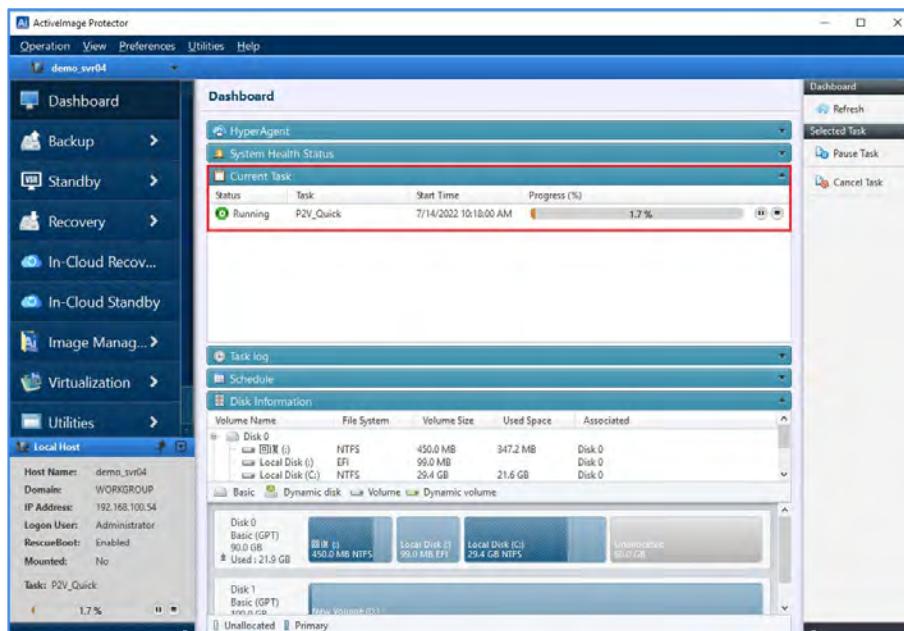 ActiveImage Protector
Operation View Preferences Utilities Help
demo_svr04
Dashboard
Backup
Standby
Recovery
In-Cloud Recov...
In-Cloud Standby
Image Manag...
Virtualization
Utilities
Local Host
Host Name: demo_svr04
Domain: WORKGROUP
IP Address: 192.168.100.54
Logon User: Administrator
RescueBoot: Enabled
Mounted: No
Task: P2V_Quick
1.7 %
Dashboard
HyperAgent
System Health Status
Current Task
Status Task Start Time Progress (%)
Running P2V_Quick 7/14/2022 10:18:00 AM 1.7 %
Task log
Schedule
Disk Information
Volume Name File System Volume Size Used Space Associated
Disk 0
(:) NTFS 450.0 MB 347.2 MB Disk 0
Local Disk (:) EFI 99.0 MB Disk 0
Local Disk (C:) NTFS 29.4 GB 21.6 GB Disk 0
Basic Dynamic disk Volume Dynamic volume
Disk 0
Basic (GPT)
90.0 GB
Used : 21.9 GB
(:)
450.0 MB NTFS
Local Disk (:)
99.0 MB EFI
Local Disk (C:)
29.4 GB NTFS
Unallocated
60.0 GB
Disk 1
Basic (GPT)
100.0 GB
New Volume (D:)
Unallocated Primary
Dashboard
Refresh
Selected Task
Pause Task
Cancel Task